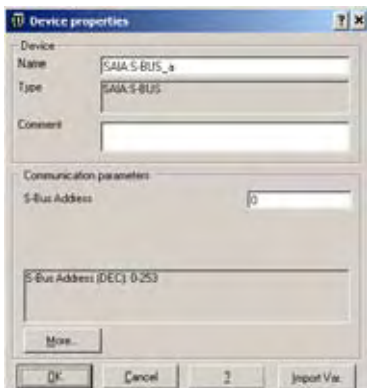 Device properties
Device
Name SAIA:S-BUS_a
Type SAIA:S-BUS
Comment
Communication parameters
S-Bus Address 0
S-Bus Address (DEC): 0-253
More...
OK Cancel ? Import Var.